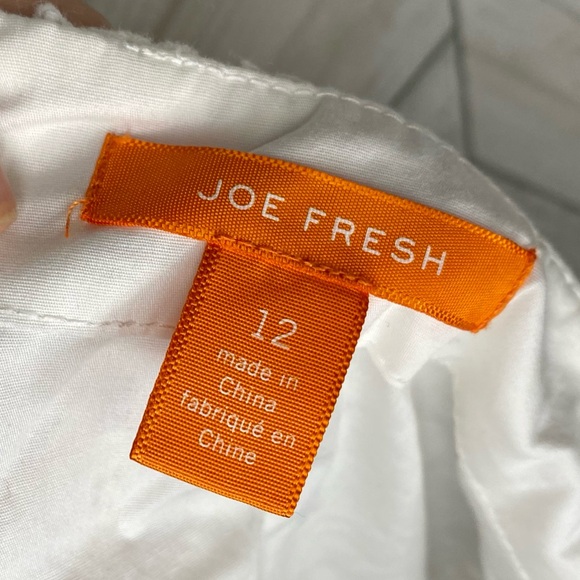 JOE FRESH
12
made in
China
fabriqué en
Chine